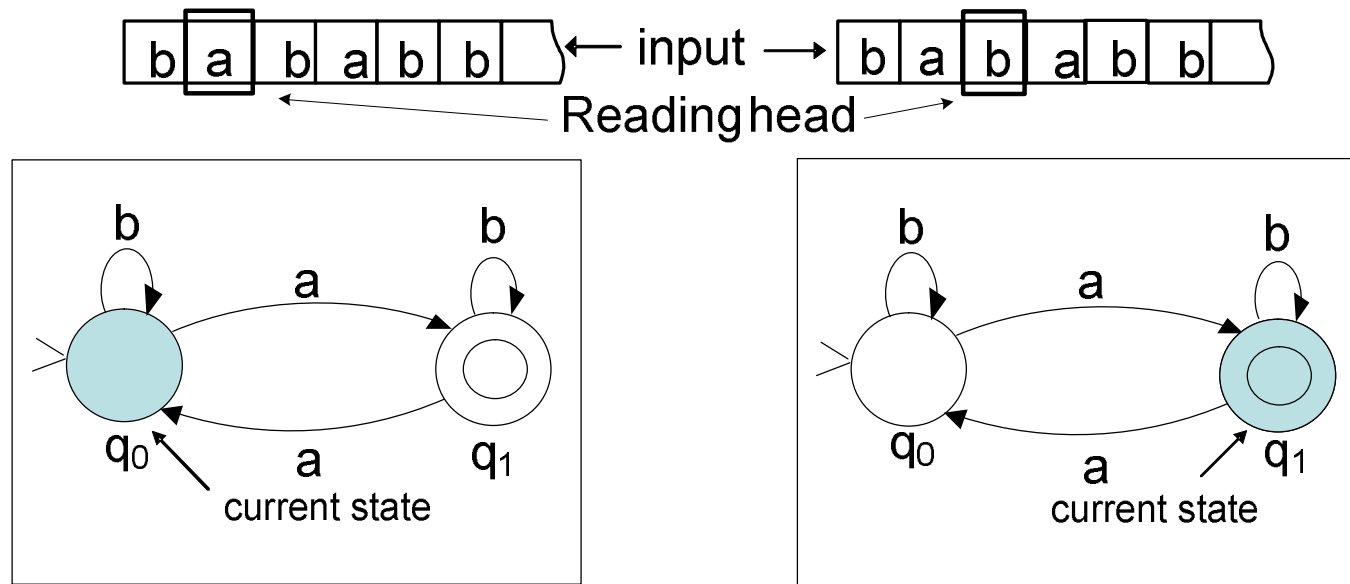 b a b a b b input b a b a b b
Reading head
b b b b
a a
q0 a q1 q0 a q1
current state current state